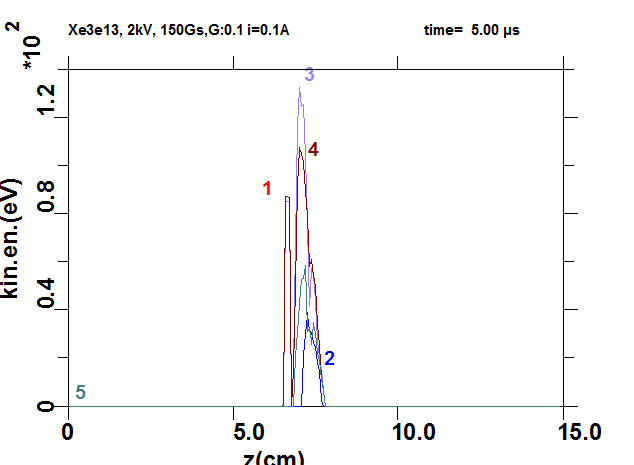 Xe3e13, 2kV, 150Gs,G:0.1 i=0.1A
time= 5.00 µs
*10 2
kin.en.(eV)
1.2
0.8
0.4
0
3
4
1
2
5
0 5.0 10.0 15.0
z(cm)